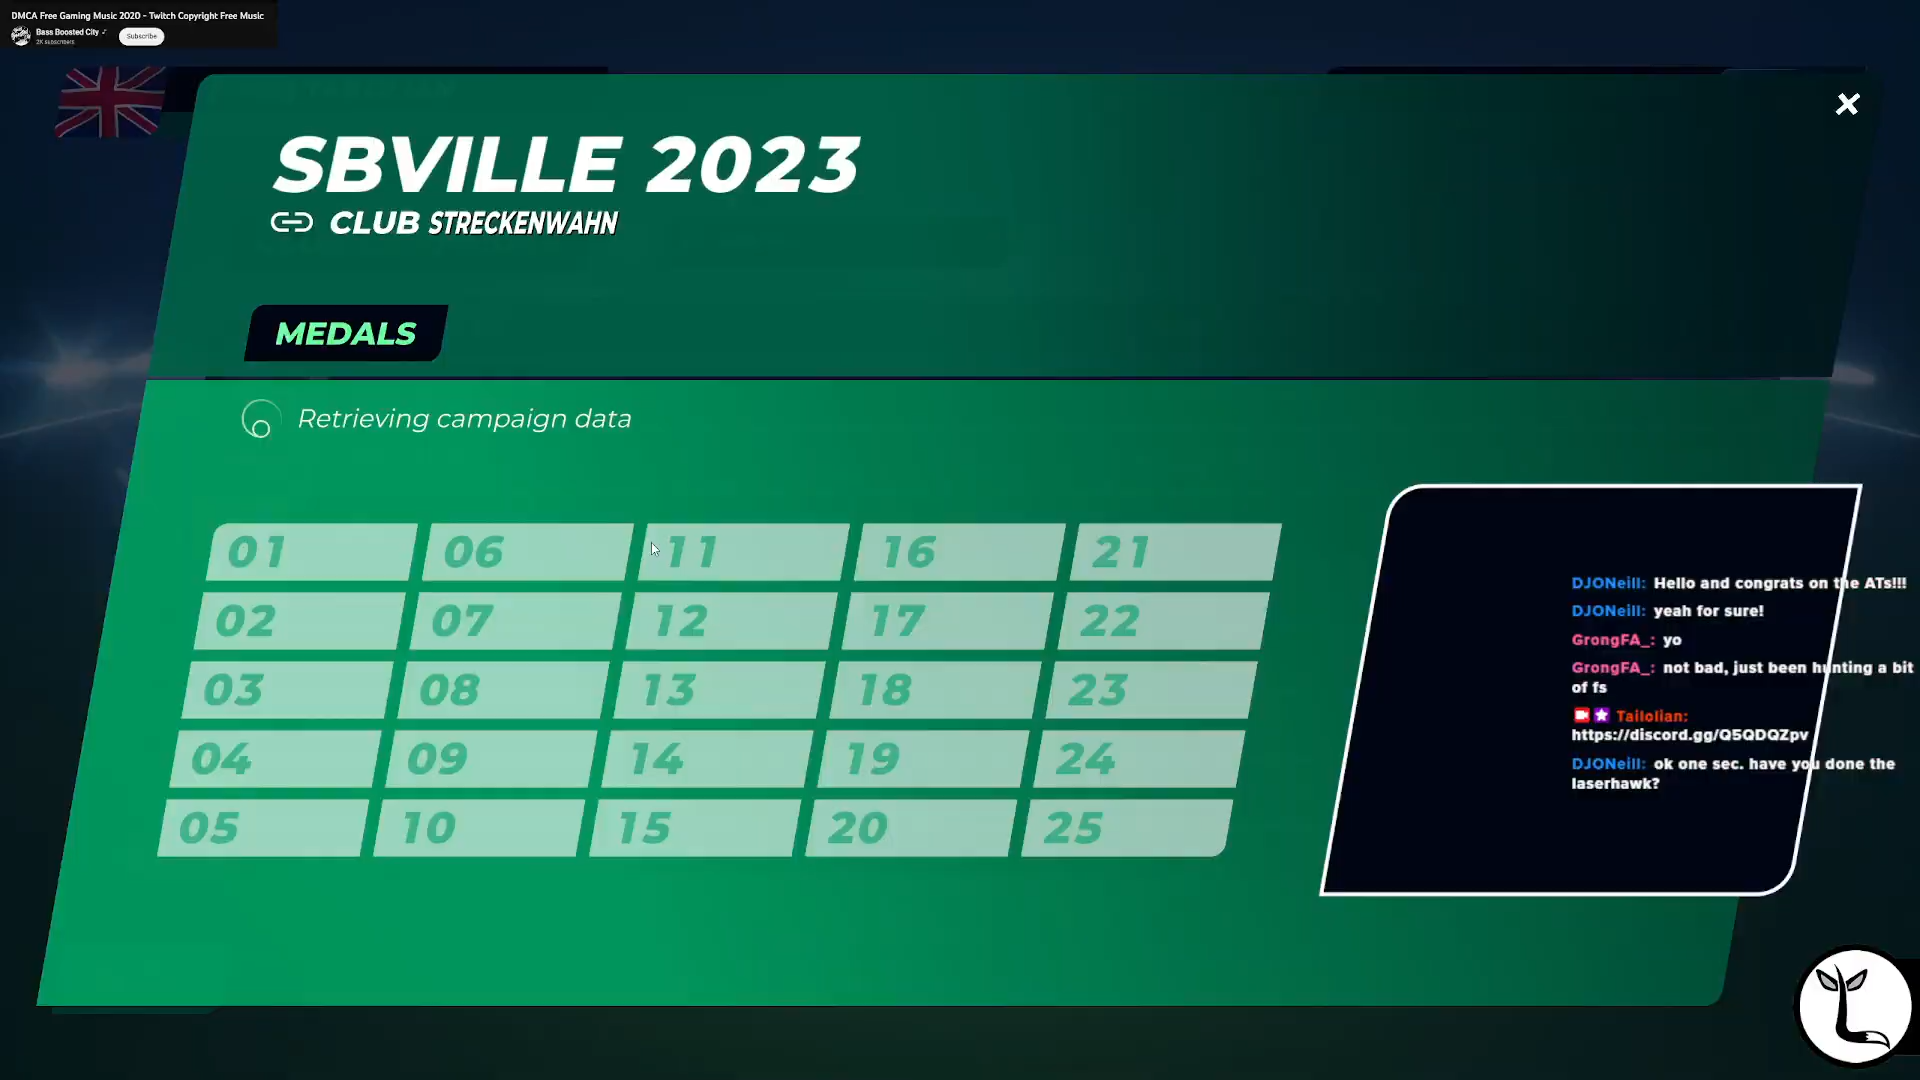 DMCA Free Gaming Music 2020 - Twitch Copyright Free Music
Bass Boosted City
2K subscribers
Subscribe
SBVILLE 2023
CLUB STRECKENWAHN
MEDALS
Retrieving campaign data
01 06 11 16 21
02 07 12 17 22
03 08 13 18 23
04 09 14 19 24
05 10 15 20 25
DJONeill: Hello and congrats on the ATs!!!
DJONeill: yeah for sure!
GrongFA_: yo
GrongFA_: not bad, just been hunting a bit
of fs
Tailolian:
https://discord.gg/Q5QDQZpv
DJONeill: ok one sec. have you done the
laserhawk?